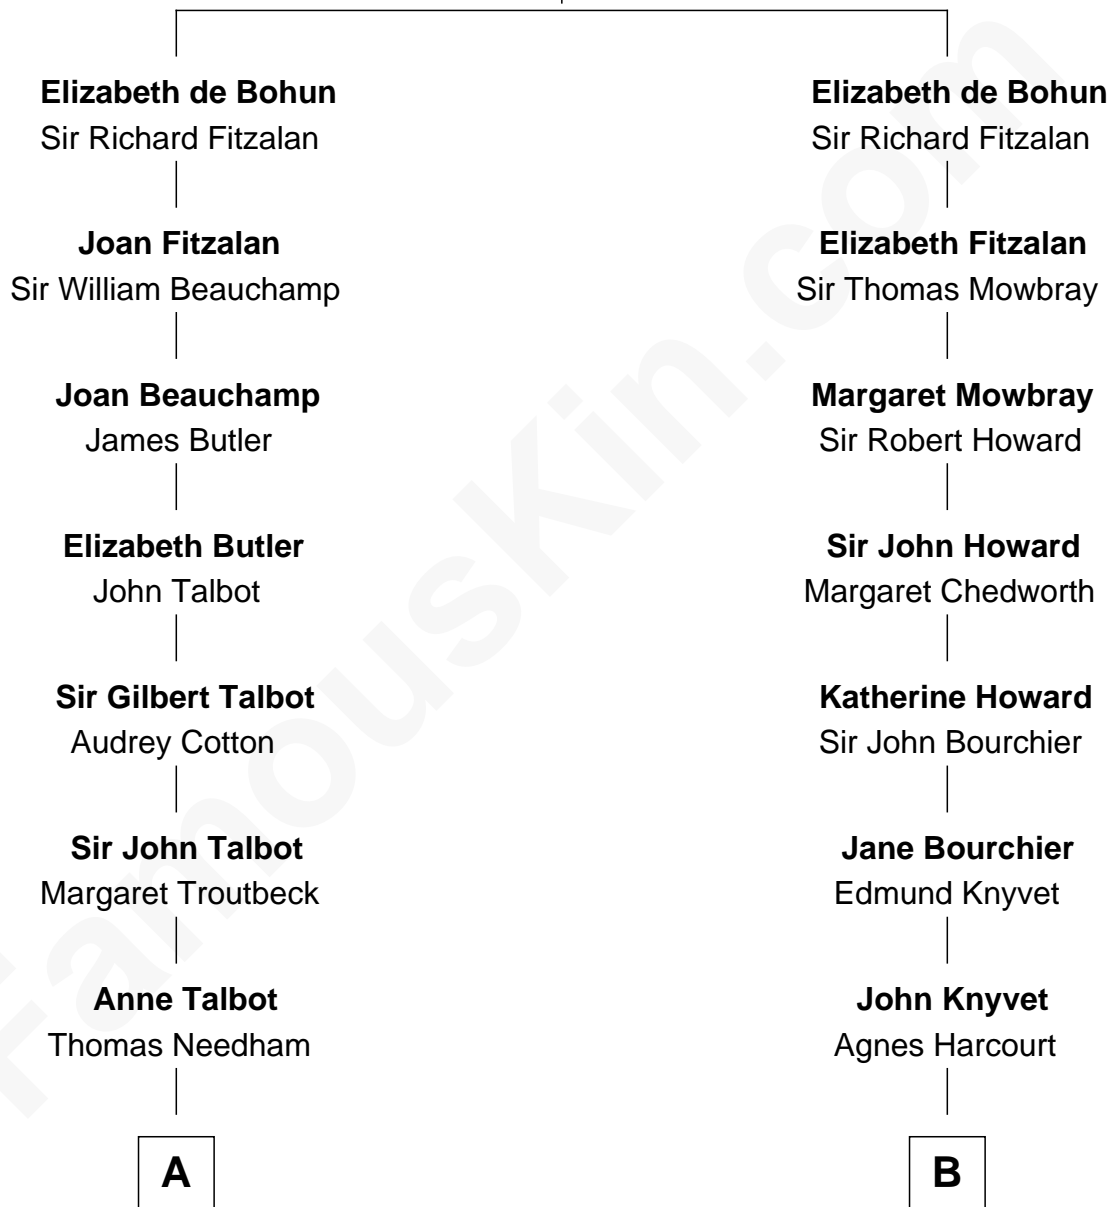 Elizabeth de Bohun
Sir Richard Fitzalan
Joan Fitzalan
Sir William Beauchamp
Joan Beauchamp
James Butler
Elizabeth Butler
John Talbot
Sir Gilbert Talbot
Audrey Cotton
Sir John Talbot
Margaret Troutbeck
Anne Talbot
Thomas Needham
A
Elizabeth de Bohun
Sir Richard Fitzalan
Elizabeth Fitzalan
Sir Thomas Mowbray
Margaret Mowbray
Sir Robert Howard
Sir John Howard
Margaret Chedworth
Katherine Howard
Sir John Bourchier
Jane Bourchier
Edmund Knyvet
John Knyvet
Agnes Harcourt
B
FamousKin.com